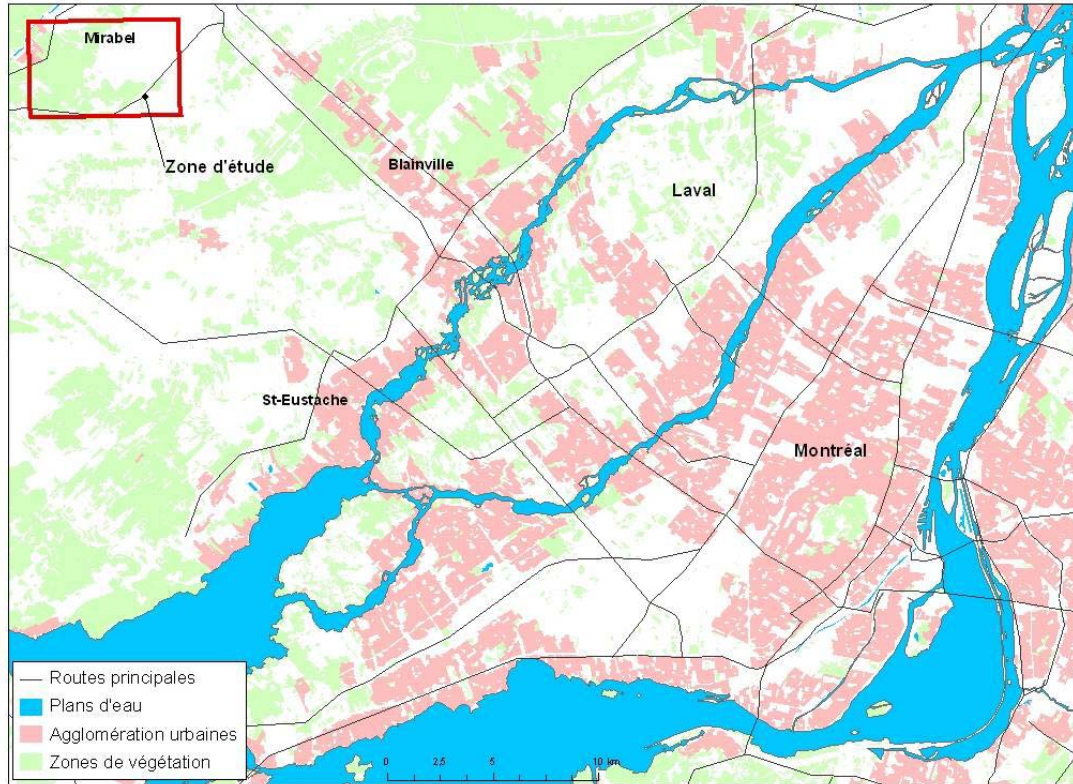 Mirabel
Zone d'étude
Blainville
Laval
St-Eustache
Montréal
Routes principales
Plans d'eau
Agglomération urbaines
Zones de végétation
0 2,5 5 10 km